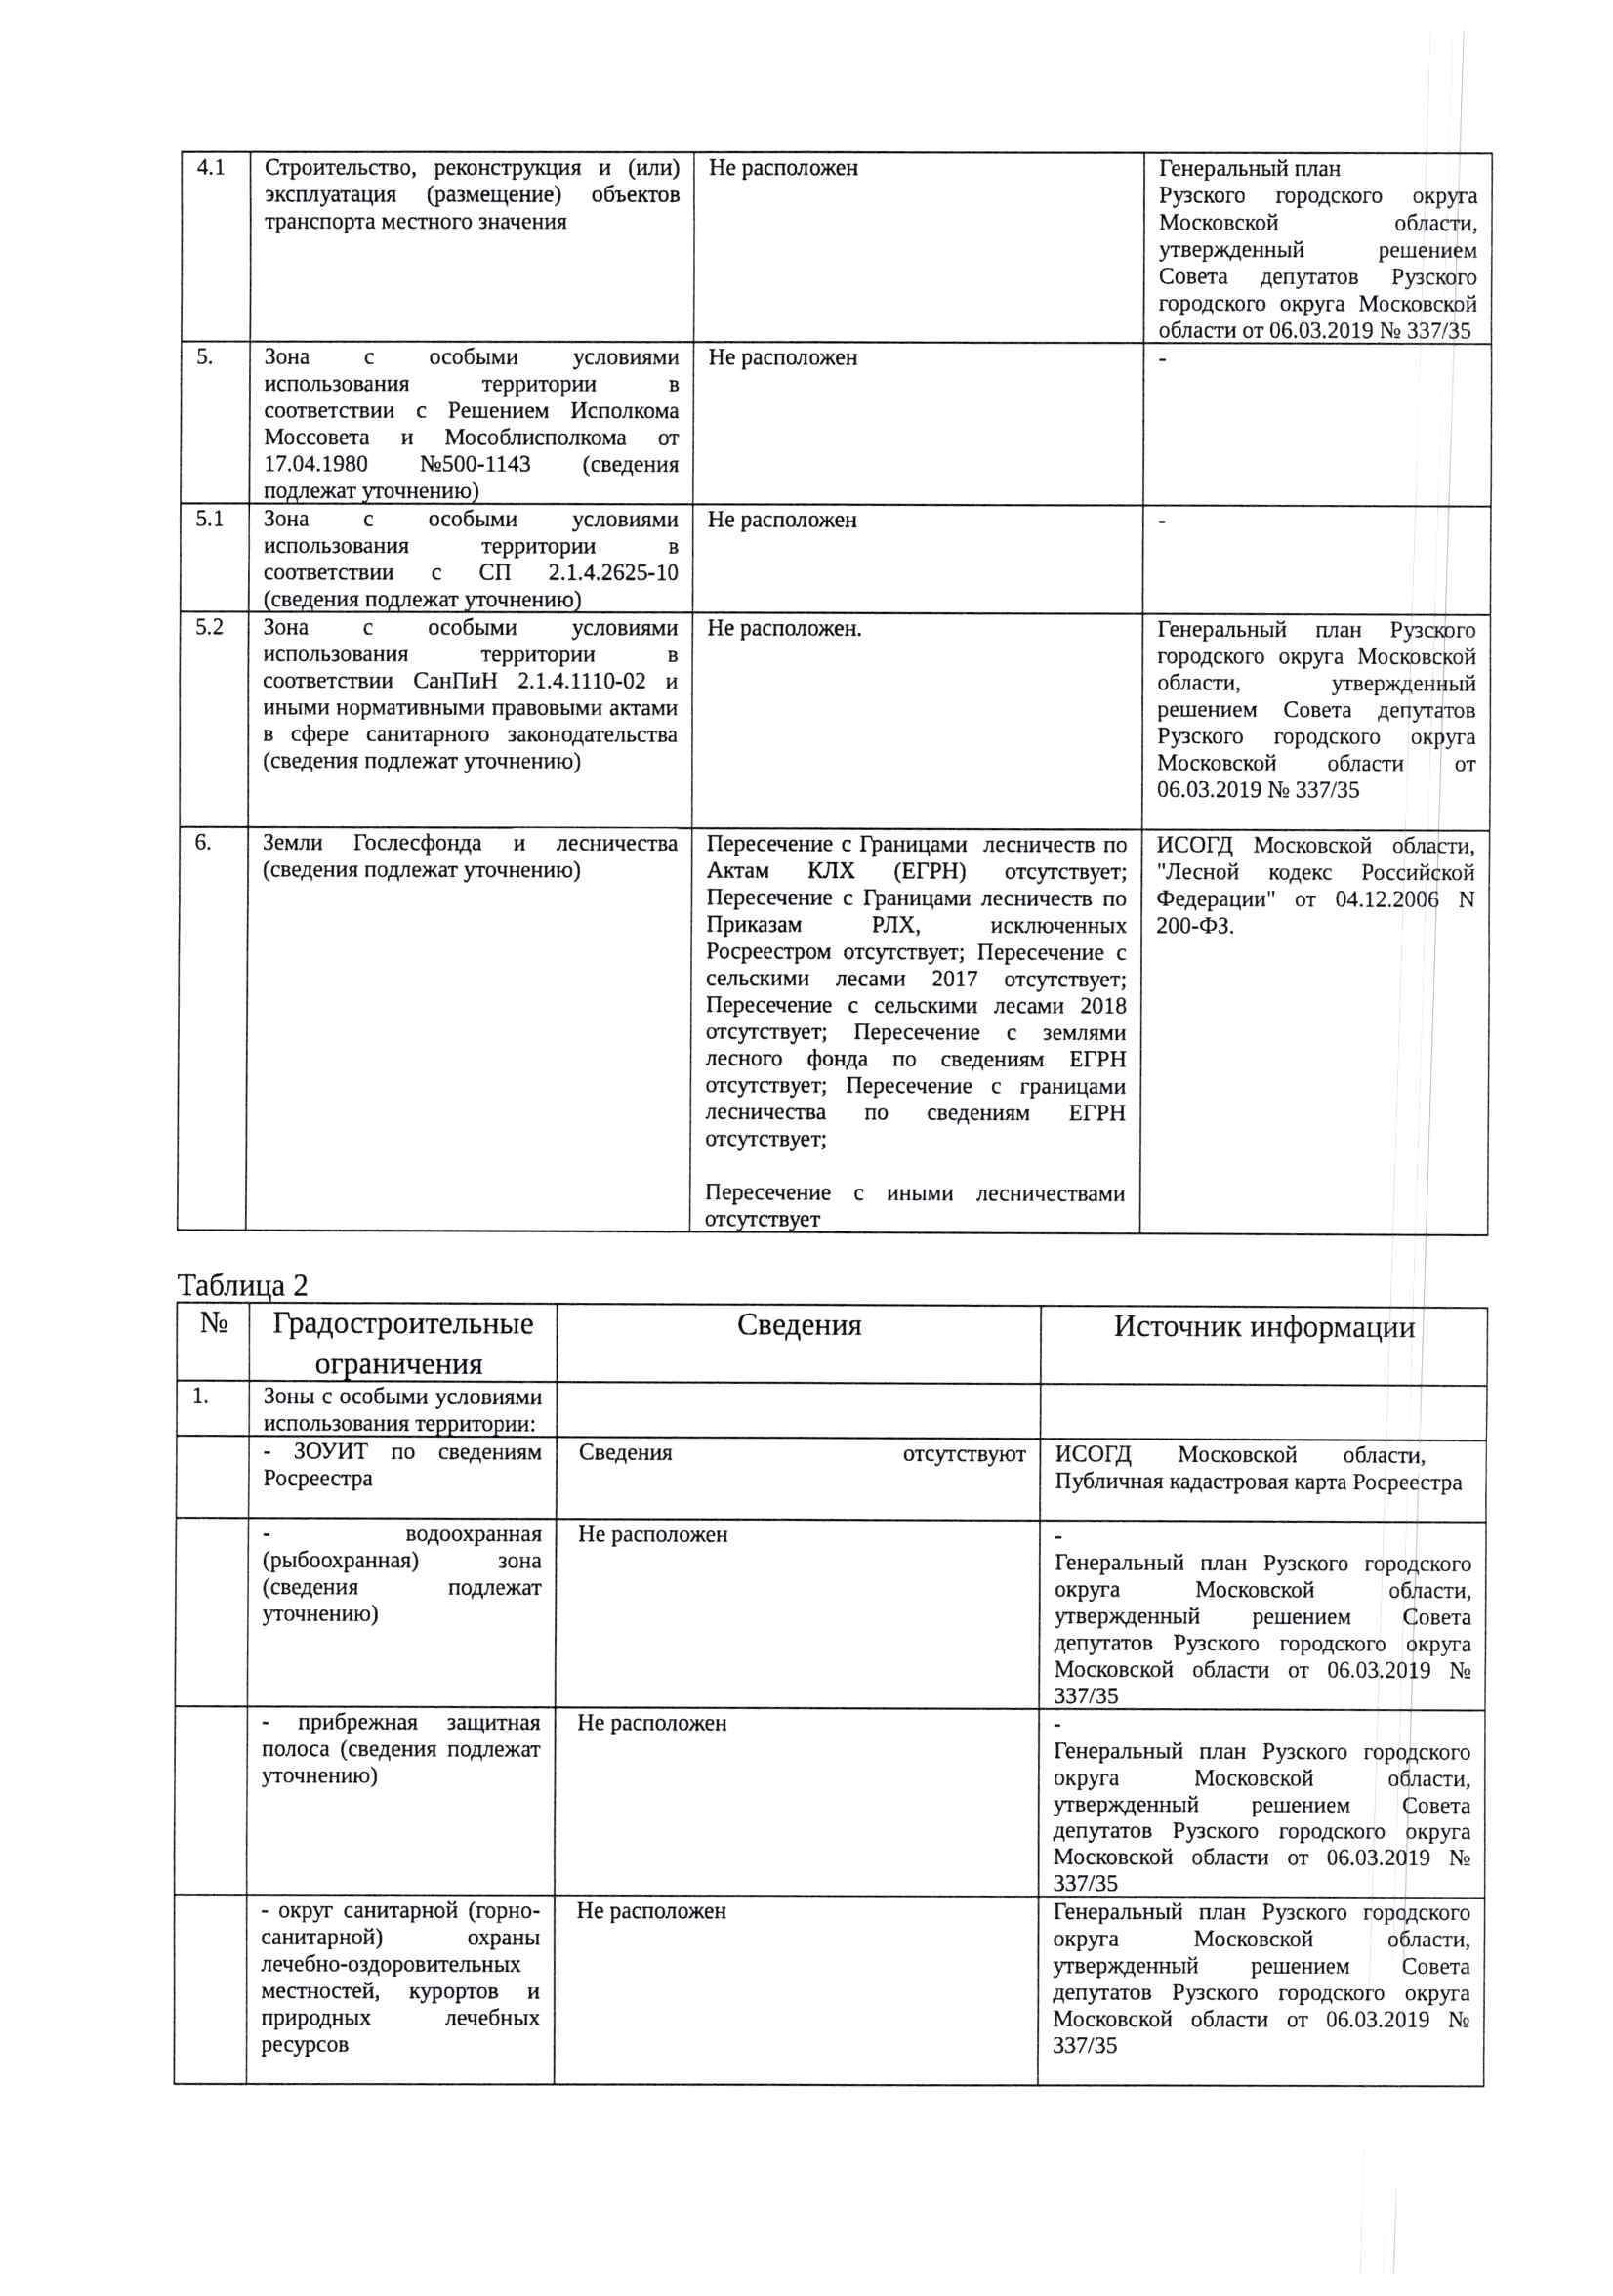 4.1
Строительство, реконструкция и (или)
эксплуатация (размещение) объектов
транспорта местного значения
Не расположен
Генеральный план
Рузского городского округа
Московской области,
утвержденный решением
Совета депутатов Рузского
городского округа Московской
области от 06.03.2019 № 337/35
5.
Зона с особыми условиями
использования территории в
соответствии с Решением Исполкома
Моссовета и Мособлисполкома от
17.04.1980 №500-1143 (сведения
подлежат уточнению)
Не расположен
-
5.1
Зона с особыми условиями
использования территории в
соответствии с СП 2.1.4.2625-10
(сведения подлежат уточнению)
Не расположен
-
5.2
Зона с особыми условиями
использования территории в
соответствии СанПиН 2.1.4.1110-02 и
иными нормативными правовыми актами
в сфере санитарного законодательства
(сведения подлежат уточнению)
Не расположен.
Генеральный план Рузского
городского округа Московской
области, утвержденный
решением Совета депутатов
Рузского городского округа
Московской области от
06.03.2019 № 337/35
6.
Земли Гослесфонда и лесничества
(сведения подлежат уточнению)
Пересечение с Границами лесничеств по
Актам КЛХ (ЕГРН) отсутствует;
Пересечение с Границами лесничеств по
Приказам РЛХ, исключенных
Росреестром отсутствует; Пересечение с
сельскими лесами 2017 отсутствует;
Пересечение с сельскими лесами 2018
отсутствует; Пересечение с землями
лесного фонда по сведениям ЕГРН
отсутствует; Пересечение с границами
лесничества по сведениям ЕГРН
отсутствует;
Пересечение с иными лесничествами
отсутствует
ИСОГД Московской области,
"Лесной кодекс Российской
Федерации" от 04.12.2006 N
200-ФЗ.
Таблица 2
№
Градостроительные
ограничения
Сведения
Источник информации
1.
Зоны с особыми условиями
использования территории:
- ЗОУИТ по сведениям
Росреестра
Сведения отсутствуют
ИСОГД Московской области,
Публичная кадастровая карта Росреестра
- водоохранная
(рыбоохранная) зона
(сведения подлежат
уточнению)
Не расположен
-
Генеральный план Рузского городского
округа Московской области,
утвержденный решением Совета
депутатов Рузского городского округа
Московской области от 06.03.2019 №
337/35
- прибрежная защитная
полоса (сведения подлежат
уточнению)
Не расположен
-
Генеральный план Рузского городского
округа Московской области,
утвержденный решением Совета
депутатов Рузского городского округа
Московской области от 06.03.2019 №
337/35
- округ санитарной (горно-
санитарной) охраны
лечебно-оздоровительных
местностей, курортов и
природных лечебных
ресурсов
Не расположен
Генеральный план Рузского городского
округа Московской области,
утвержденный решением Совета
депутатов Рузского городского округа
Московской области от 06.03.2019 №
337/35